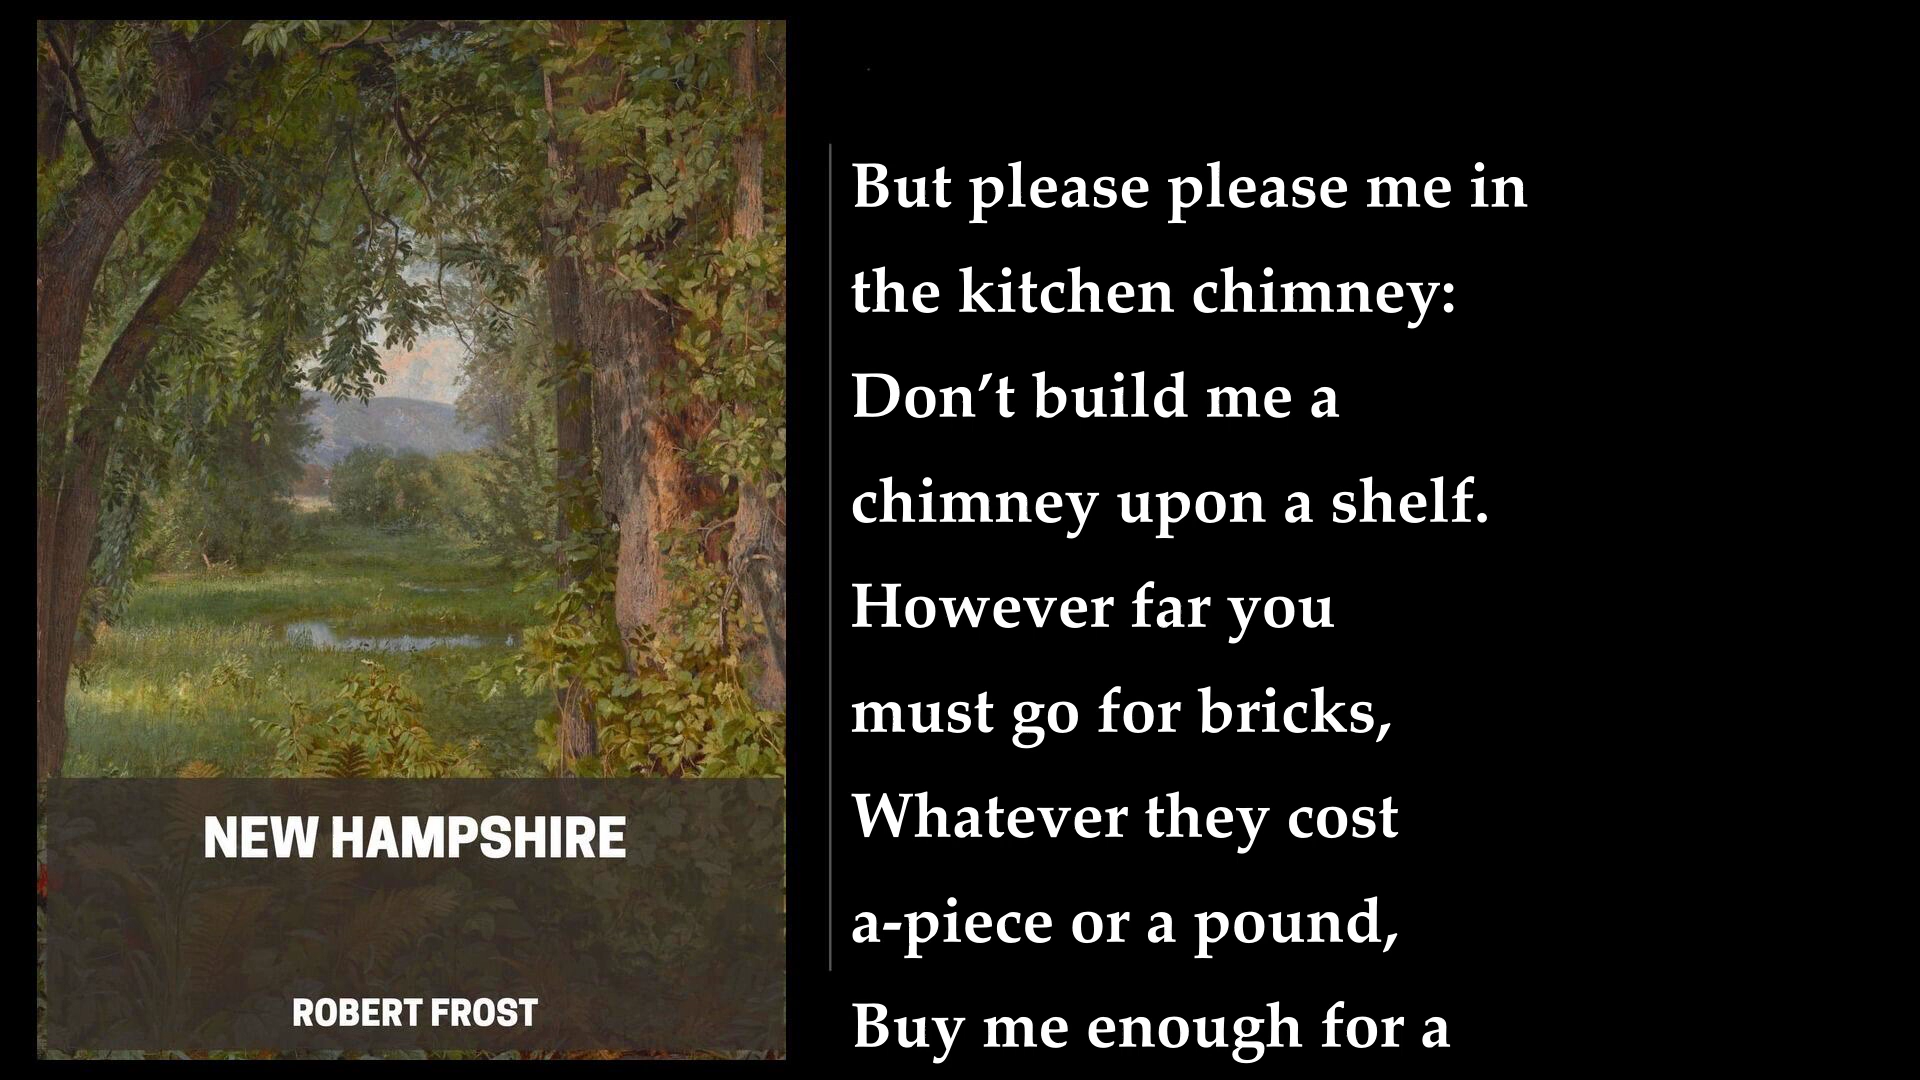 NEW HAMPSHIRE
ROBERT FROST
But please please me in
the kitchen chimney:
Don’t build me a
chimney upon a shelf.
However far you
must go for bricks,
Whatever they cost
a-piece or a pound,
Buy me enough for a